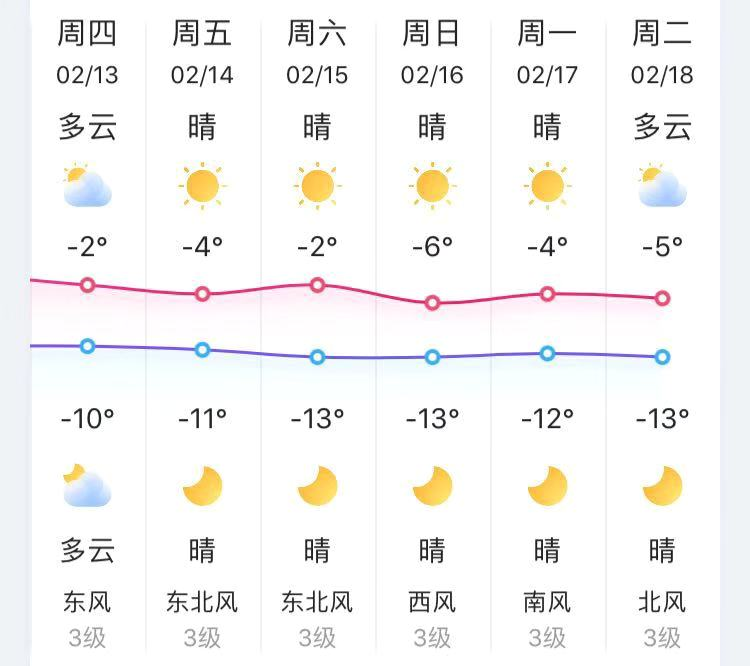 周四 周五 周六 周日 周一 周二
02/13 02/14 02/15 02/16 02/17 02/18
多云 晴 晴 晴 晴 多云
-2° -4° -2° -6° -4° -5°
-10° -11° -13° -13° -12° -13°
多云 晴 晴 晴 晴 晴
东风 东北风 东北风 西风 南风 北风
3级 3级 3级 3级 3级 3级